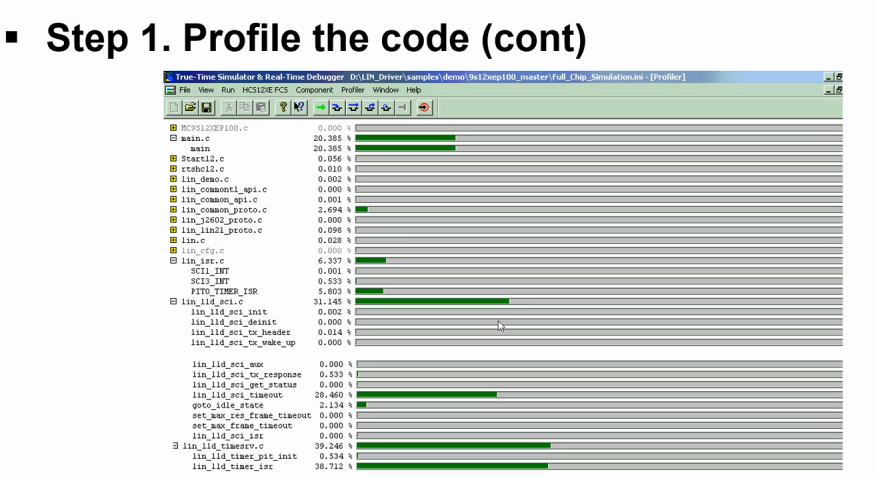 ▪ Step 1. Profile the code (cont)
True-Time Simulator & Real-Time Debugger D:\LIN_Driver\samples\demo\9s12xep100_master\Full_Chip_Simulation.ini - [Profiler]
File View Run HCS12XE FCS Component Profiler Window Help
MC9S12XEP100.c 0.000 %
main.c 20.385 %
main 20.385 %
Start12.c 0.056 %
rtshc12.c 0.010 %
lin_demo.c 0.002 %
lin_commontl_api.c 0.000 %
lin_common_api.c 0.001 %
lin_common_proto.c 2.694 %
lin_j2602_proto.c 0.000 %
lin_lin21_proto.c 0.098 %
lin.c 0.028 %
lin_cfg.c 0.000 %
lin_isr.c 6.337 %
SCI1_INT 0.001 %
SCI3_INT 0.533 %
PIT0_TIMER_ISR 5.803 %
lin_lld_sci.c 31.145 %
lin_lld_sci_init 0.002 %
lin_lld_sci_deinit 0.000 %
lin_lld_sci_tx_header 0.014 %
lin_lld_sci_tx_wake_up 0.000 %
lin_lld_sci_aux 0.000 %
lin_lld_sci_tx_response 0.533 %
lin_lld_sci_get_status 0.000 %
lin_lld_sci_timeout 28.460 %
goto_idle_state 2.134 %
set_max_res_frame_timeout 0.000 %
set_max_frame_timeout 0.000 %
lin_lld_sci_isr 0.000 %
lin_lld_timesrv.c 39.246 %
lin_lld_timer_pit_init 0.534 %
lin_lld_timer_isr 38.712 %